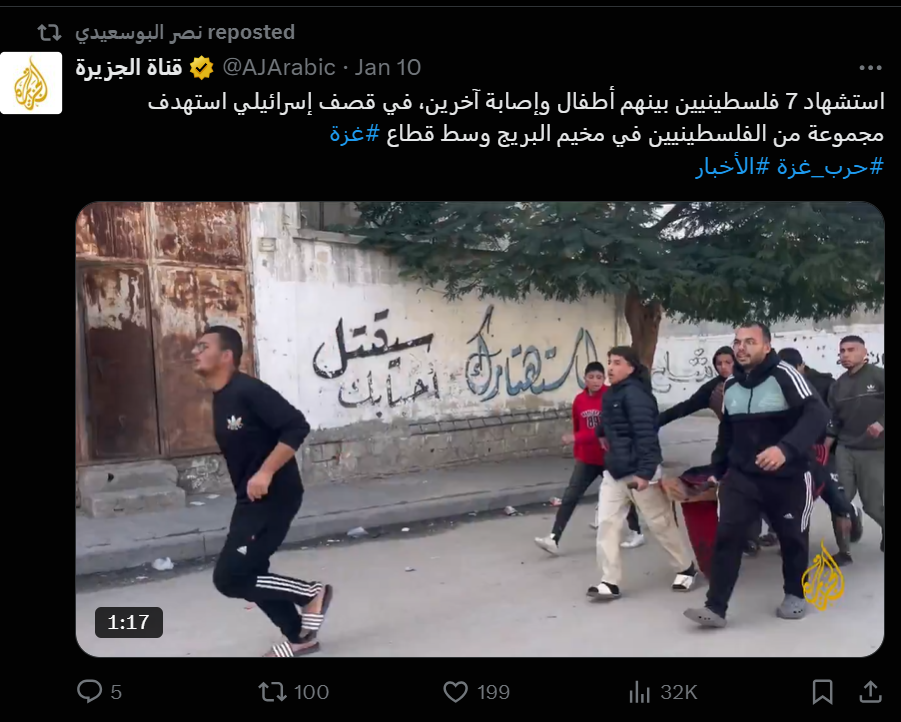 نصر البوسعيدي reposted
قناة الجزيرة @AJArabic · Jan 10
استشهاد 7 فلسطينيين بينهم أطفال وإصابة آخرين، في قصف إسرائيلي استهدف
مجموعة من الفلسطينيين في مخيم البريج وسط قطاع #غزة
#حرب_غزة #الأخبار
استهتارك سيقتل
أحبابك
1:17
5 100 199 32K